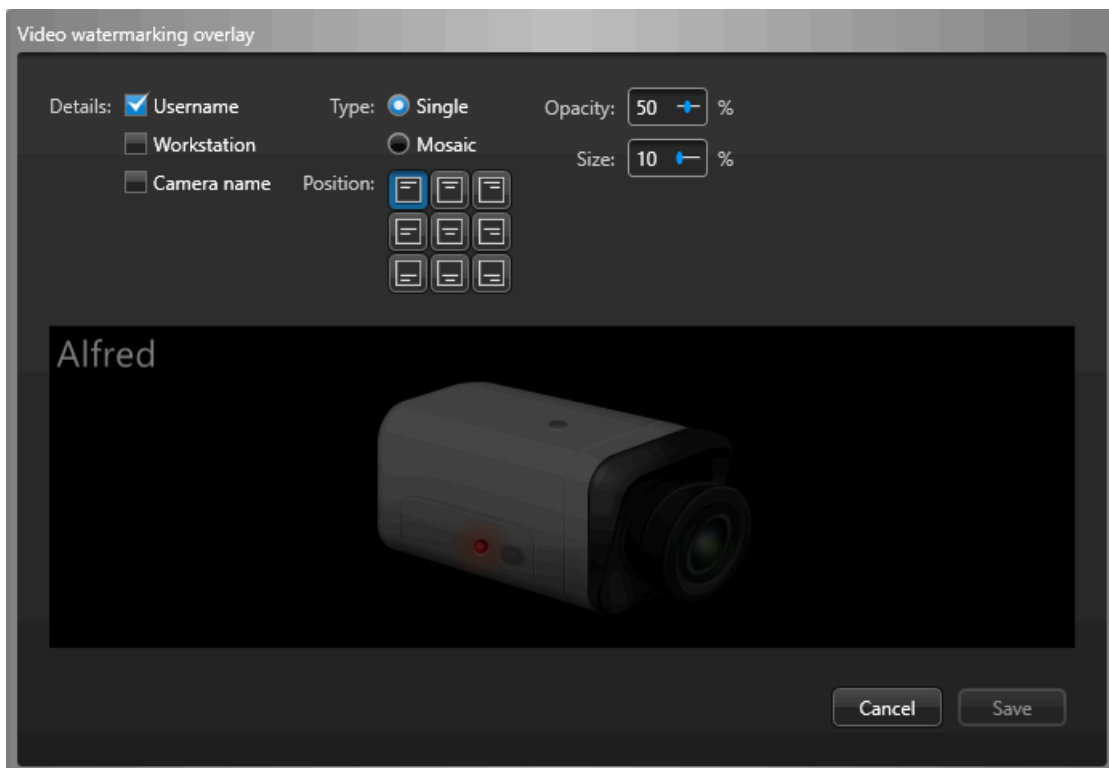 Video watermarking overlay
Details: Username Type: Single Opacity: 50 %
Workstation Mosaic Size: 10 %
Camera name Position:
Alfred
Cancel Save